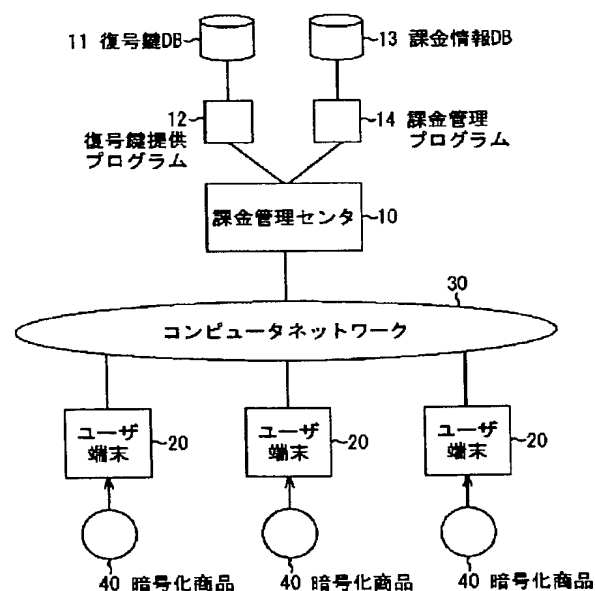 11 復号鍵DB
13 課金情報DB
12
復号鍵提供
プログラム
14 課金管理
プログラム
課金管理センタ
10
30
コンピュータネットワーク
ユーザ
端末
20
ユーザ
端末
20
ユーザ
端末
20
40 暗号化商品
40 暗号化商品
40 暗号化商品